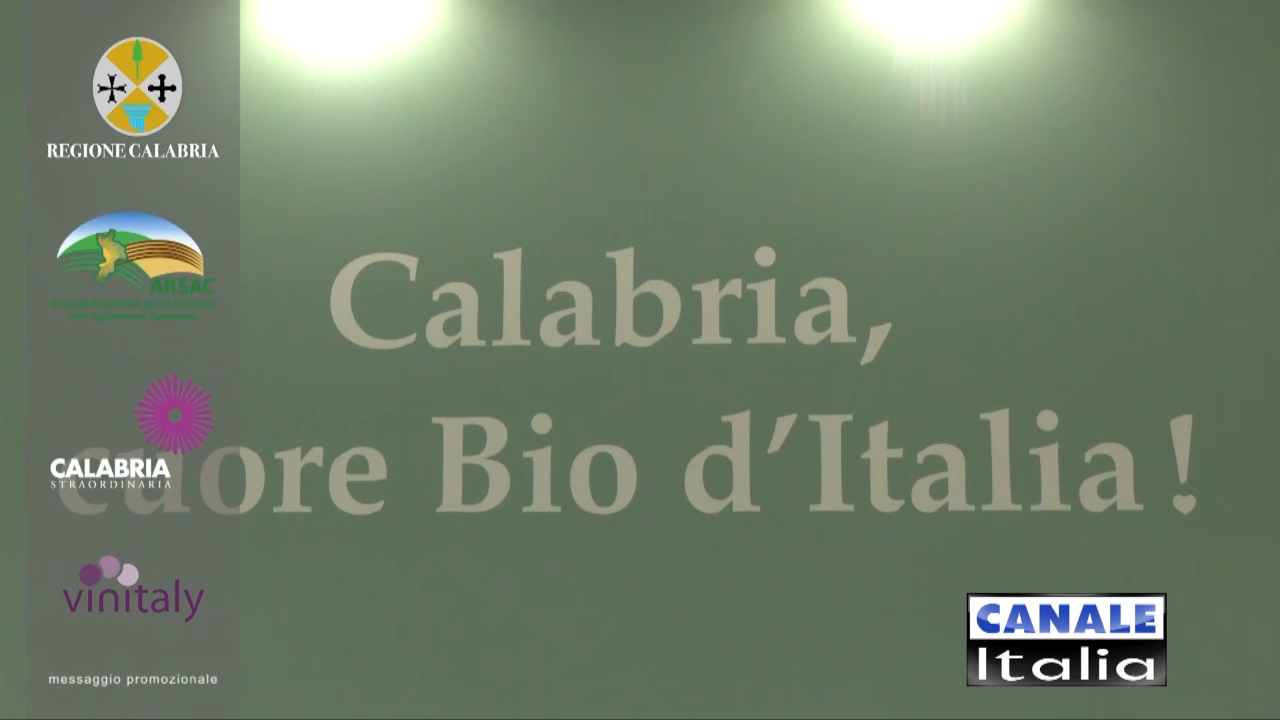 REGIONE CALABRIA
ARSAC
CALABRIA
STRAORDINARIA
vinitaly
messaggio promozionale
Calabria,
cuore Bio d'Italia!
CANALE
Italia